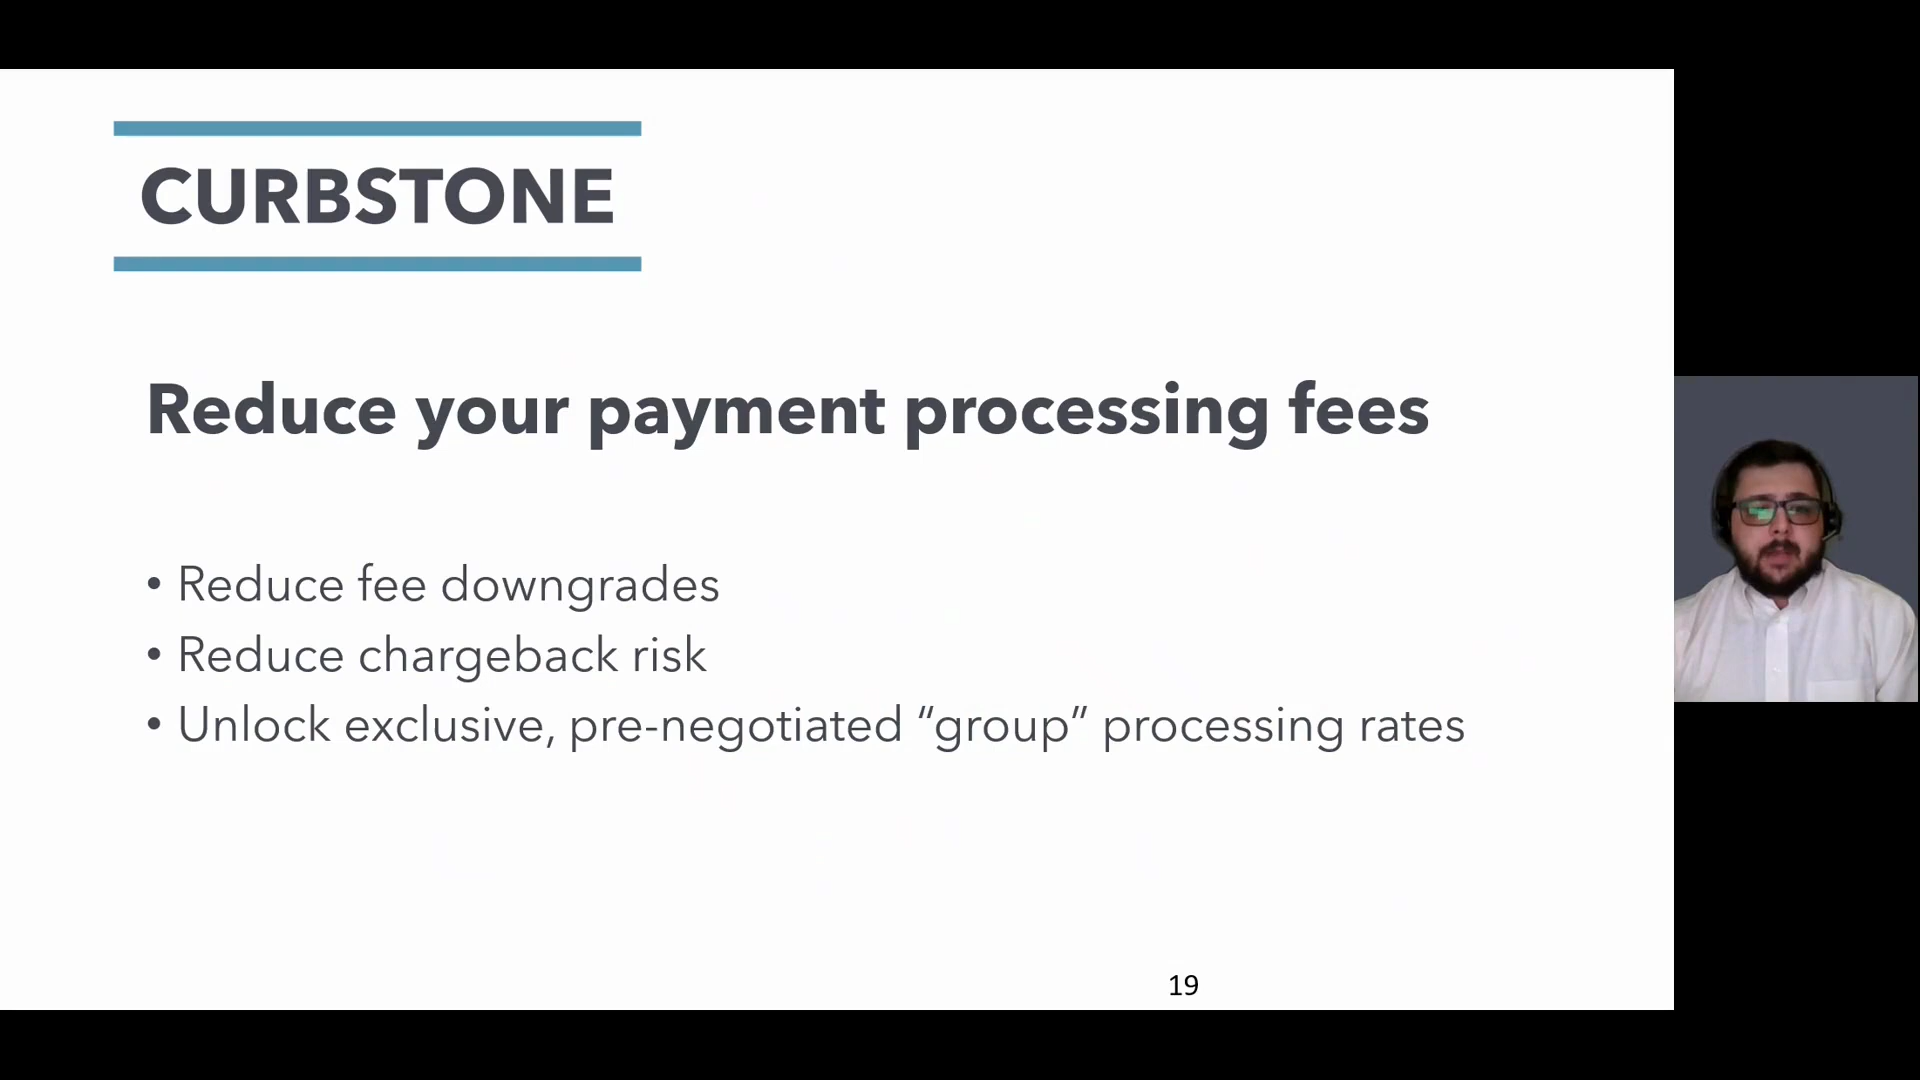 CURBSTONE
Reduce your payment processing fees
• Reduce fee downgrades
• Reduce chargeback risk
• Unlock exclusive, pre-negotiated “group” processing rates
19